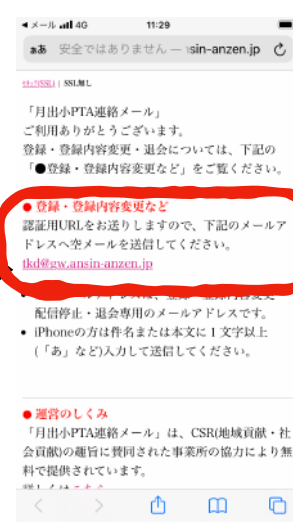 メール 4G 11:29
ああ 安全ではありません — sin-anzen.jp
ｾｷｭｱ(SSL) | SSL無し
「月出小PTA連絡メール」
ご利用ありがとうございます。
登録・登録内容変更・退会については、下記の
「●登録・登録内容変更など」をご覧ください。
● 登録・登録内容変更など
認証用URLをお送りしますので、下記のメールア
ドレスへ空メールを送信してください。
tkd@gw.ansin-anzen.jp
配信停止・退会専用のメールアドレスです。
• iPhoneの方は件名または本文に1文字以上
(「あ」など)入力して送信してください。
● 運営のしくみ
「月出小PTA連絡メール」は、CSR(地域貢献・社
会貢献)の趣旨に賛同された事業所の協力により無
料で提供されています。